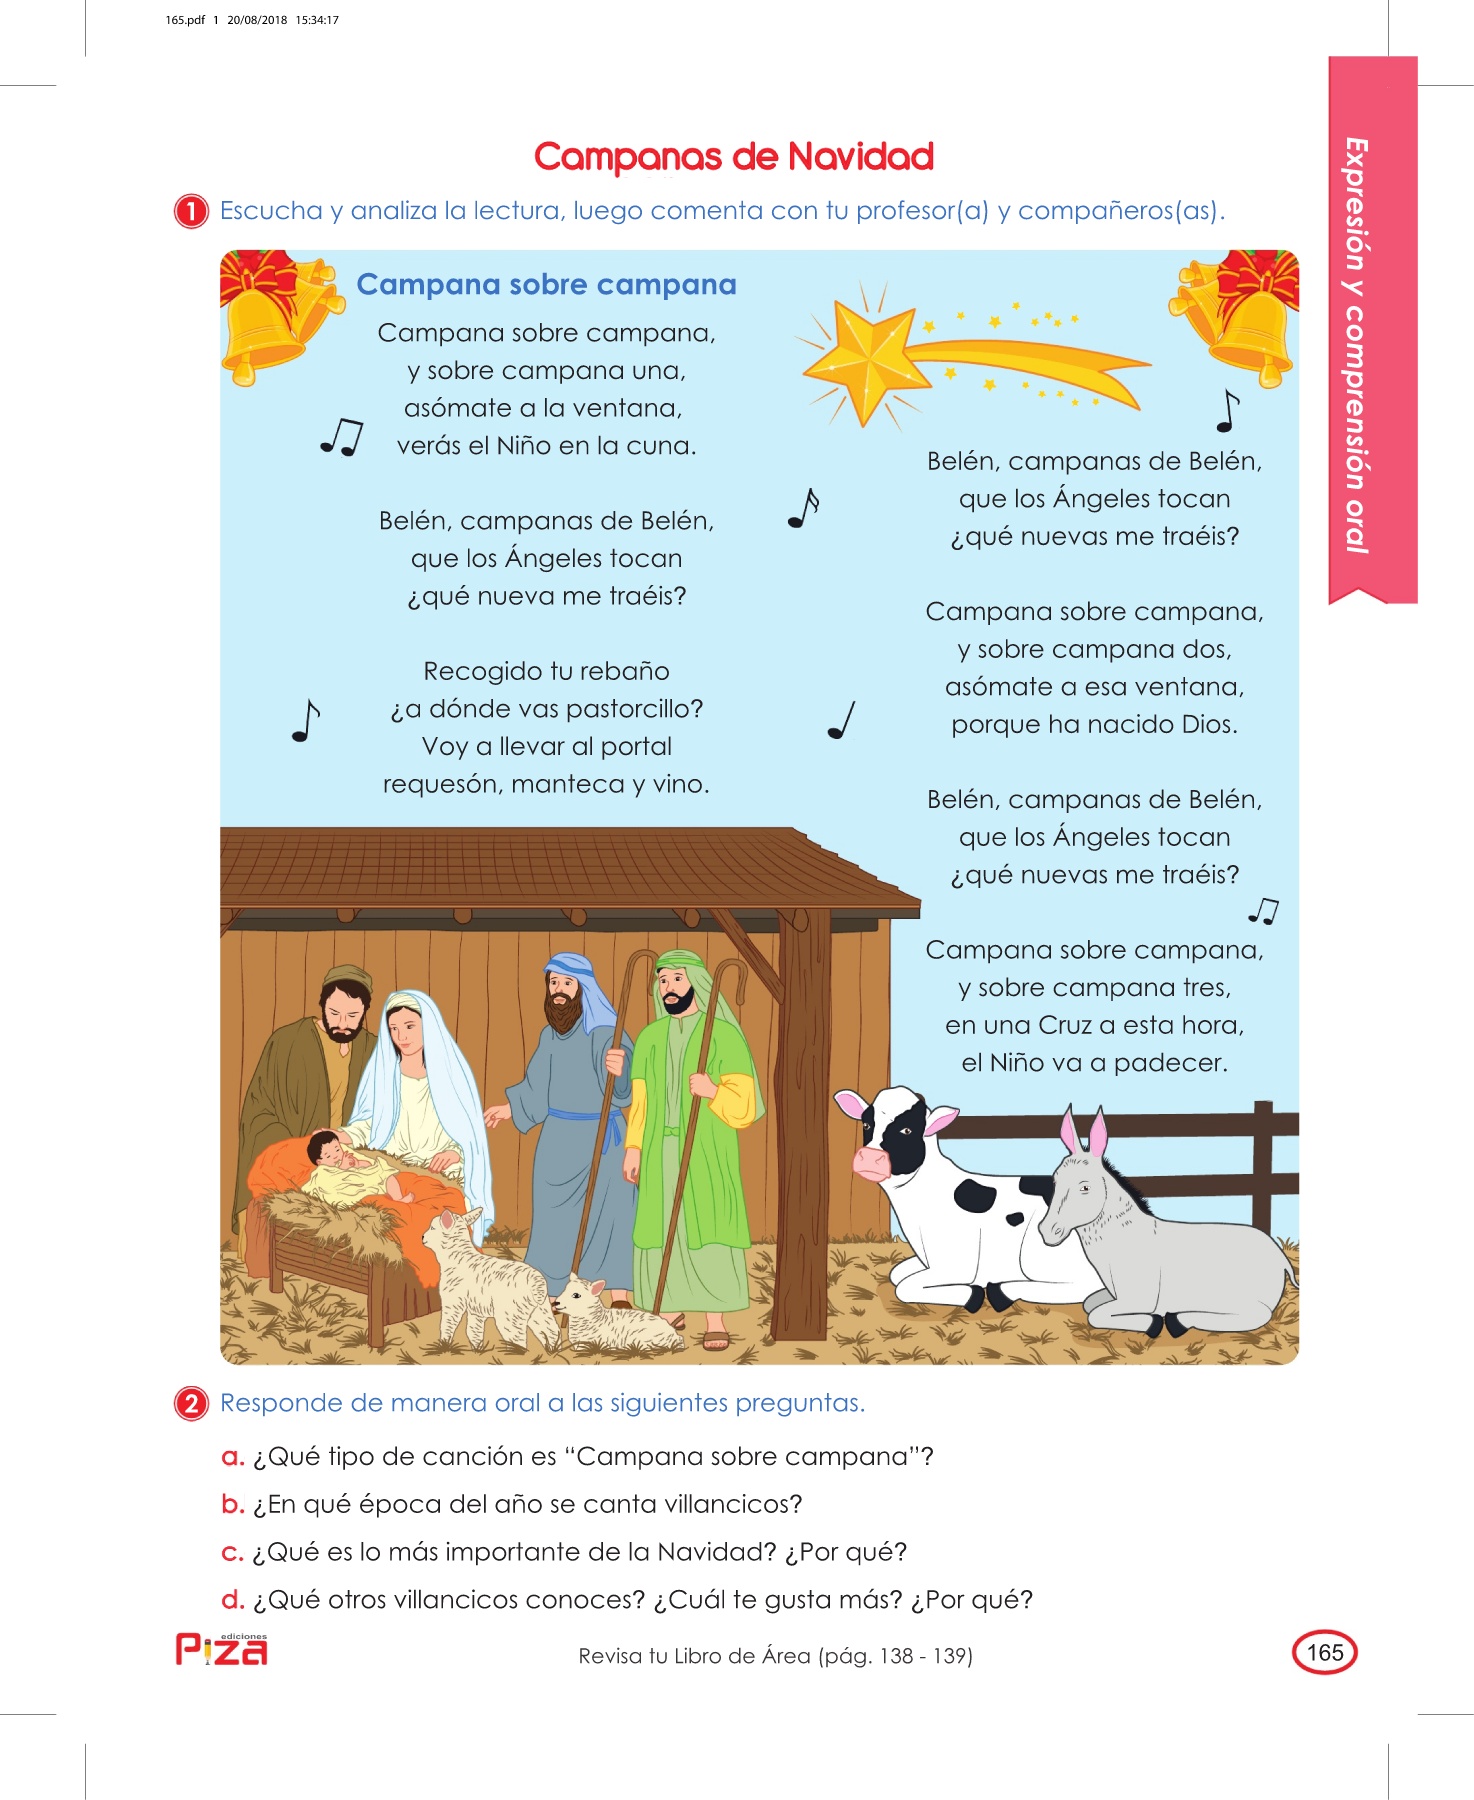 165.pdf 1 20/08/2018 15:34:17
Expresión y comprensión oral
Campanas de Navidad
1 Escucha y analiza la lectura, luego comenta con tu profesor(a) y compañeros(as).
Campana sobre campana
Campana sobre campana,
y sobre campana una,
asómate a la ventana,
verás el Niño en la cuna.
Belén, campanas de Belén,
que los Ángeles tocan
¿qué nueva me traéis?
Recogido tu rebaño
¿a dónde vas pastorcillo?
Voy a llevar al portal
requesón, manteca y vino.
Belén, campanas de Belén,
que los Ángeles tocan
¿qué nuevas me traéis?
Campana sobre campana,
y sobre campana dos,
asómate a esa ventana,
porque ha nacido Dios.
Belén, campanas de Belén,
que los Ángeles tocan
¿qué nuevas me traéis?
Campana sobre campana,
y sobre campana tres,
en una Cruz a esta hora,
el Niño va a padecer.
2 Responde de manera oral a las siguientes preguntas.
a. ¿Qué tipo de canción es “Campana sobre campana”?
b. ¿En qué época del año se canta villancicos?
c. ¿Qué es lo más importante de la Navidad? ¿Por qué?
d. ¿Qué otros villancicos conoces? ¿Cuál te gusta más? ¿Por qué?
ediciones
Piza
Revisa tu Libro de Área (pág. 138 - 139)
165